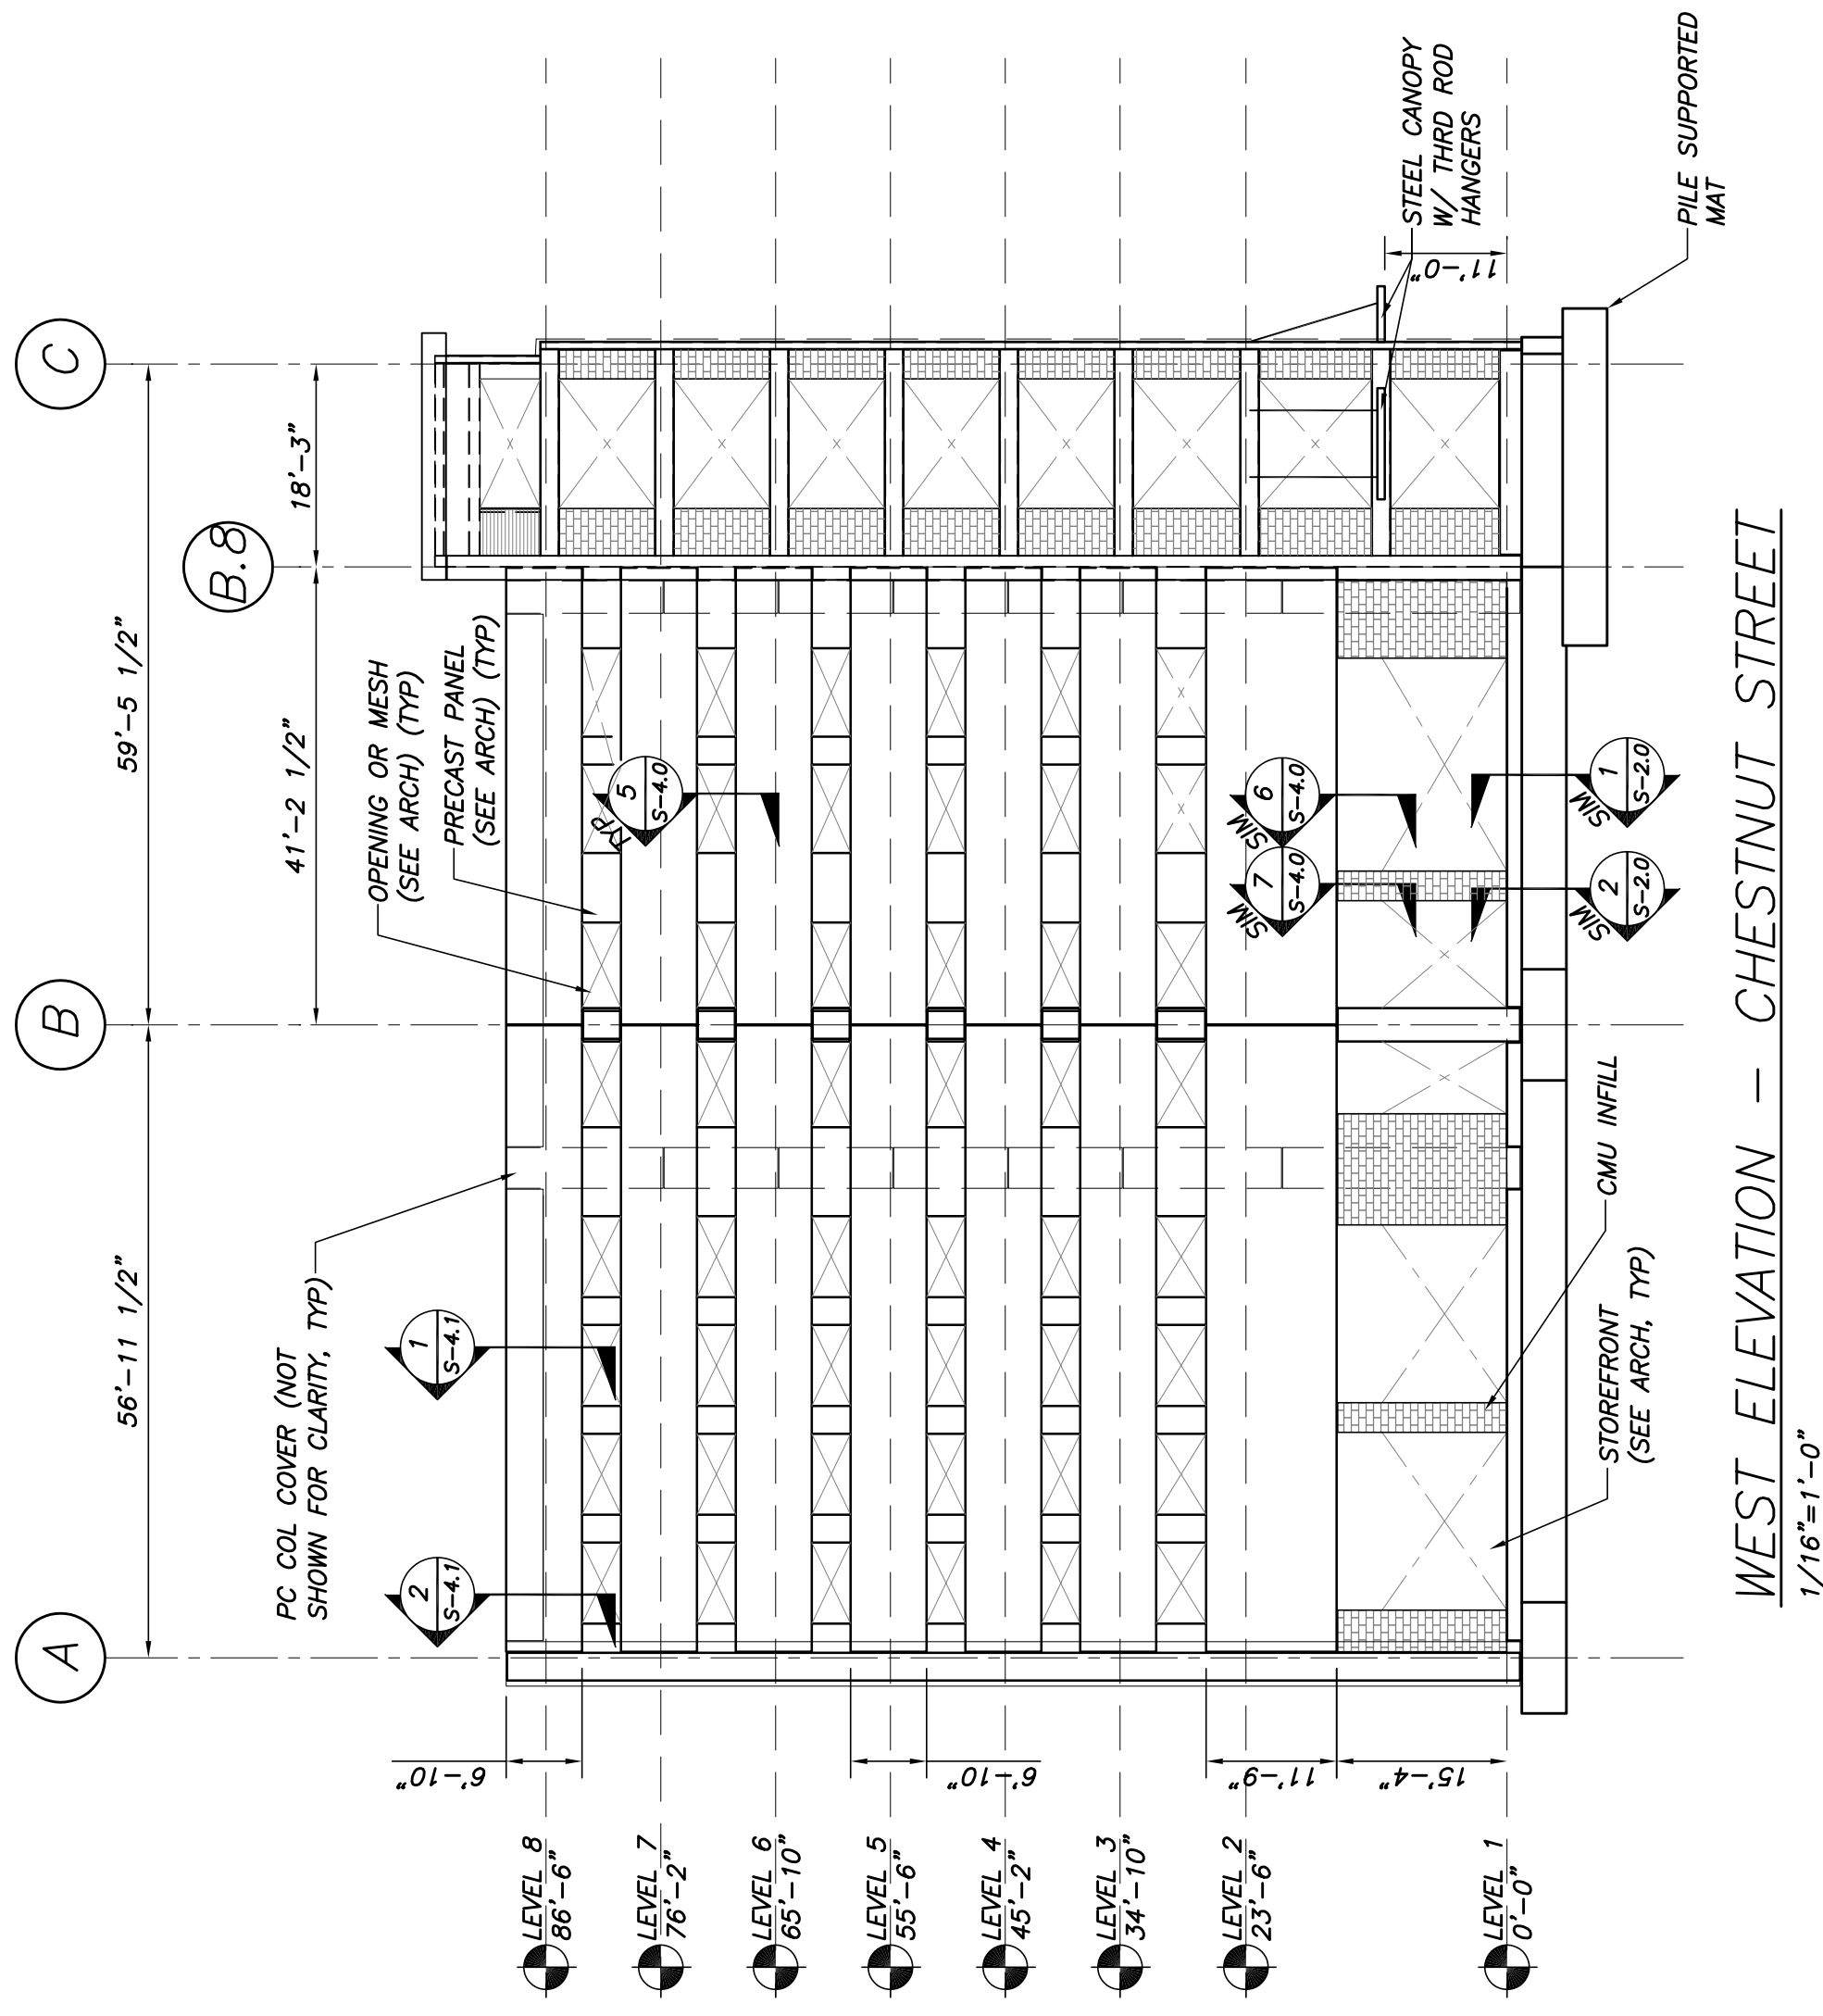 A
B
B.8
C
56'-11 1/2"
59'-5 1/2"
41'-2 1/2"
18'-3"
PC COL COVER (NOT
SHOWN FOR CLARITY, TYP)
OPENING OR MESH
(SEE ARCH) (TYP)
PRECAST PANEL
(SEE ARCH) (TYP)
2
S-4.1
1
S-4.1
TYP
5
S-4.0
SIM
7
S-4.0
SIM
6
S-4.0
SIM
2
S-2.0
SIM
1
S-2.0
6'-10"
6'-10"
11'-9"
15'-4"
11'-0"
LEVEL 8
86'-6"
LEVEL 7
76'-2"
LEVEL 6
65'-10"
LEVEL 5
55'-6"
LEVEL 4
45'-2"
LEVEL 3
34'-10"
LEVEL 2
23'-6"
LEVEL 1
0'-0"
STEEL CANOPY
W/ THRD ROD
HANGERS
PILE SUPPORTED
MAT
CMU INFILL
STOREFRONT
(SEE ARCH, TYP)
WEST ELEVATION - CHESTNUT STREET
1/16"=1'-0"